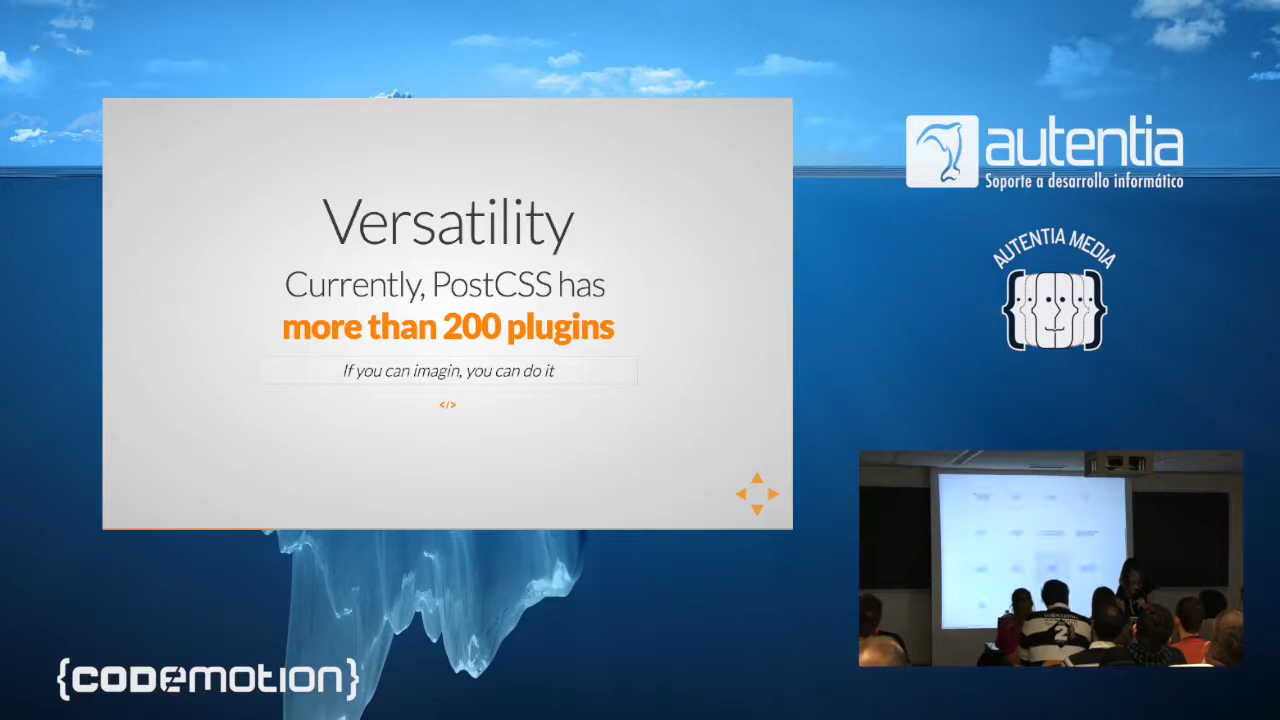 Versatility
Currently, PostCSS has
more than 200 plugins
If you can imagin, you can do it
</>
autentia
Soporte a desarrollo informático
AUTENTIA MEDIA
2
{CODEMOTION}